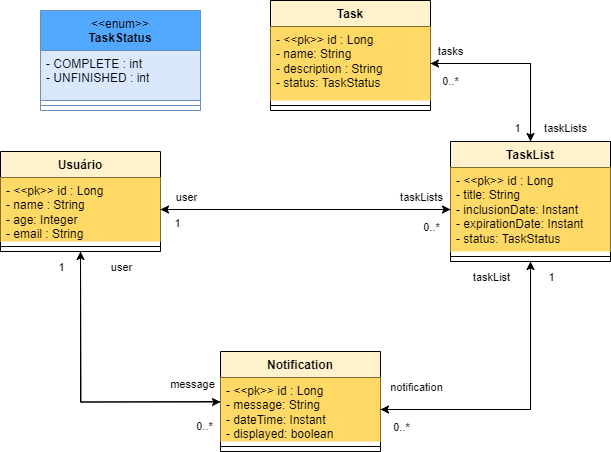 <<enum>>
TaskStatus
- COMPLETE : int
- UNFINISHED : int
Task
- <<pk>> id : Long
- name: String
- description : String
- status: TaskStatus
tasks
0..*
1
taskLists
TaskList
- <<pk>> id : Long
- title: String
- inclusionDate: Instant
- expirationDate: Instant
- status: TaskStatus
Usuário
- <<pk>> id : Long
- name : String
- age: Integer
- email : String
user
1
taskLists
0..*
1
user
taskList
1
Notification
- <<pk>> id : Long
- message: String
- dateTime: Instant
- displayed: boolean
message
0..*
notification
0..*